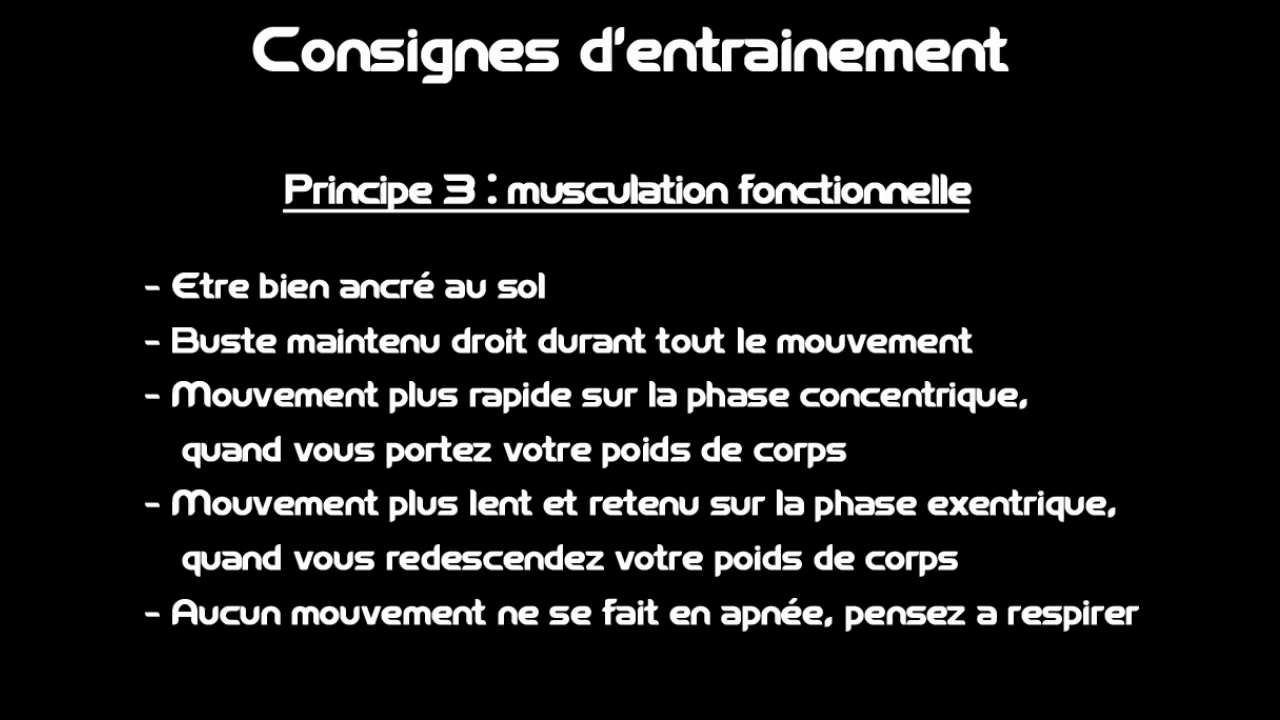 Consignes d'entrainement
Principe 3 : musculation fonctionnelle
- Etre bien ancré au sol
- Buste maintenu droit durant tout le mouvement
- Mouvement plus rapide sur la phase concentrique,
quand vous portez votre poids de corps
- Mouvement plus lent et retenu sur la phase exentrique,
quand vous redescendez votre poids de corps
- Aucun mouvement ne se fait en apnée, pensez a respirer